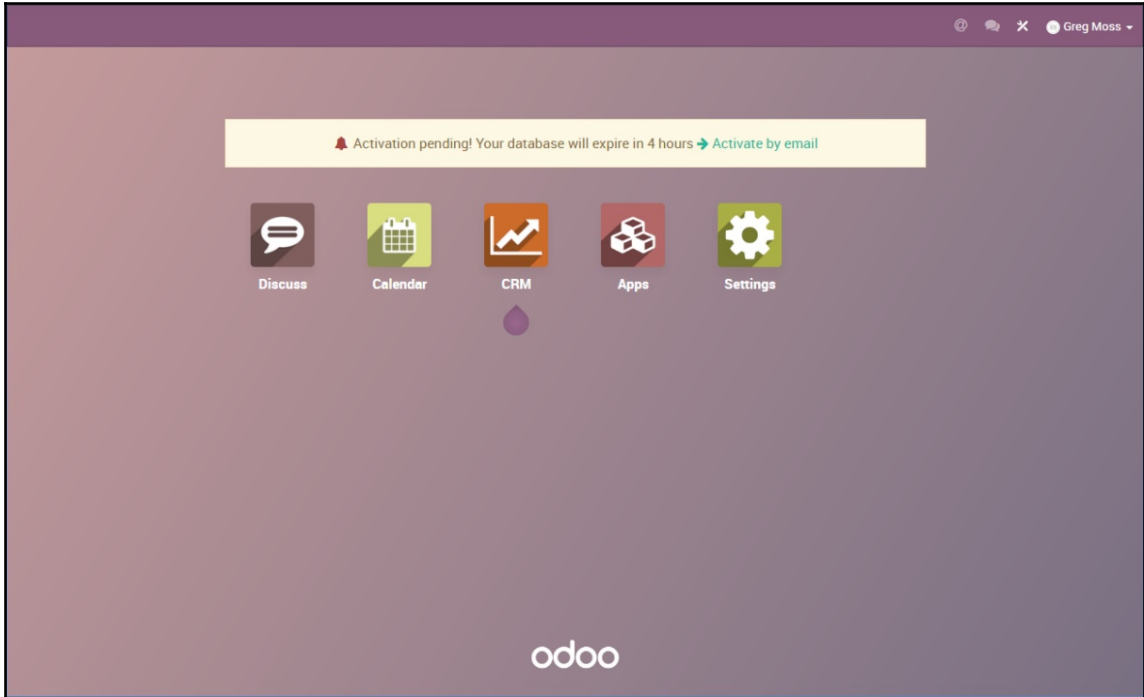 @ Greg Moss
Activation pending! Your database will expire in 4 hours Activate by email
Discuss Calendar CRM Apps Settings
odoo